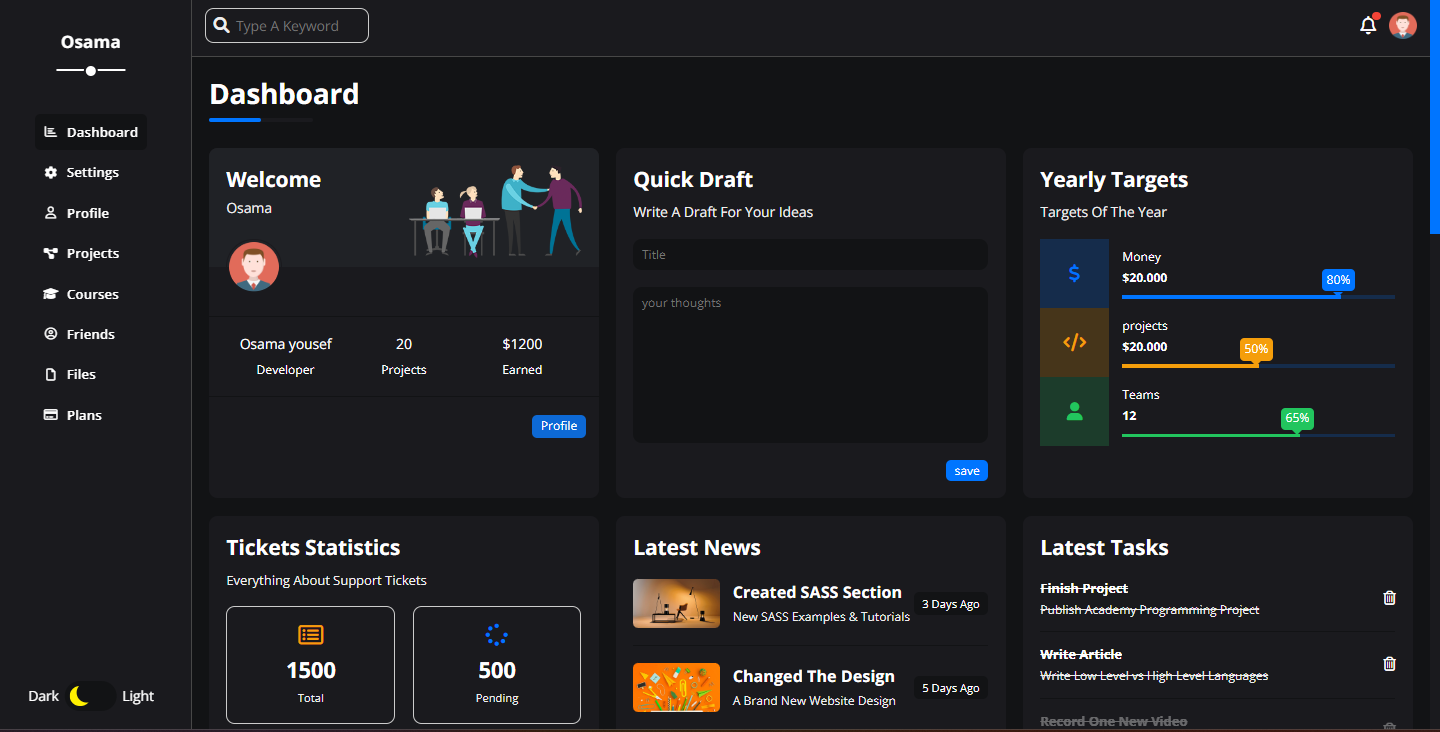 Osama
Dashboard
Settings
Profile
Projects
Courses
Friends
Files
Plans
Dark
Light
Type A Keyword
Dashboard
Welcome
Osama
Osama yousef
Developer
20
Projects
$1200
Earned
Profile
Quick Draft
Write A Draft For Your Ideas
Title
your thoughts
save
Yearly Targets
Targets Of The Year
Money
$20.000
80%
projects
$20.000
50%
Teams
12
65%
Tickets Statistics
Everything About Support Tickets
1500
Total
500
Pending
Latest News
Created SASS Section
New SASS Examples & Tutorials
3 Days Ago
Changed The Design
A Brand New Website Design
5 Days Ago
Latest Tasks
Finish Project
Publish Academy Programming Project
Write Article
Write Low Level vs High Level Languages
Record One New Video